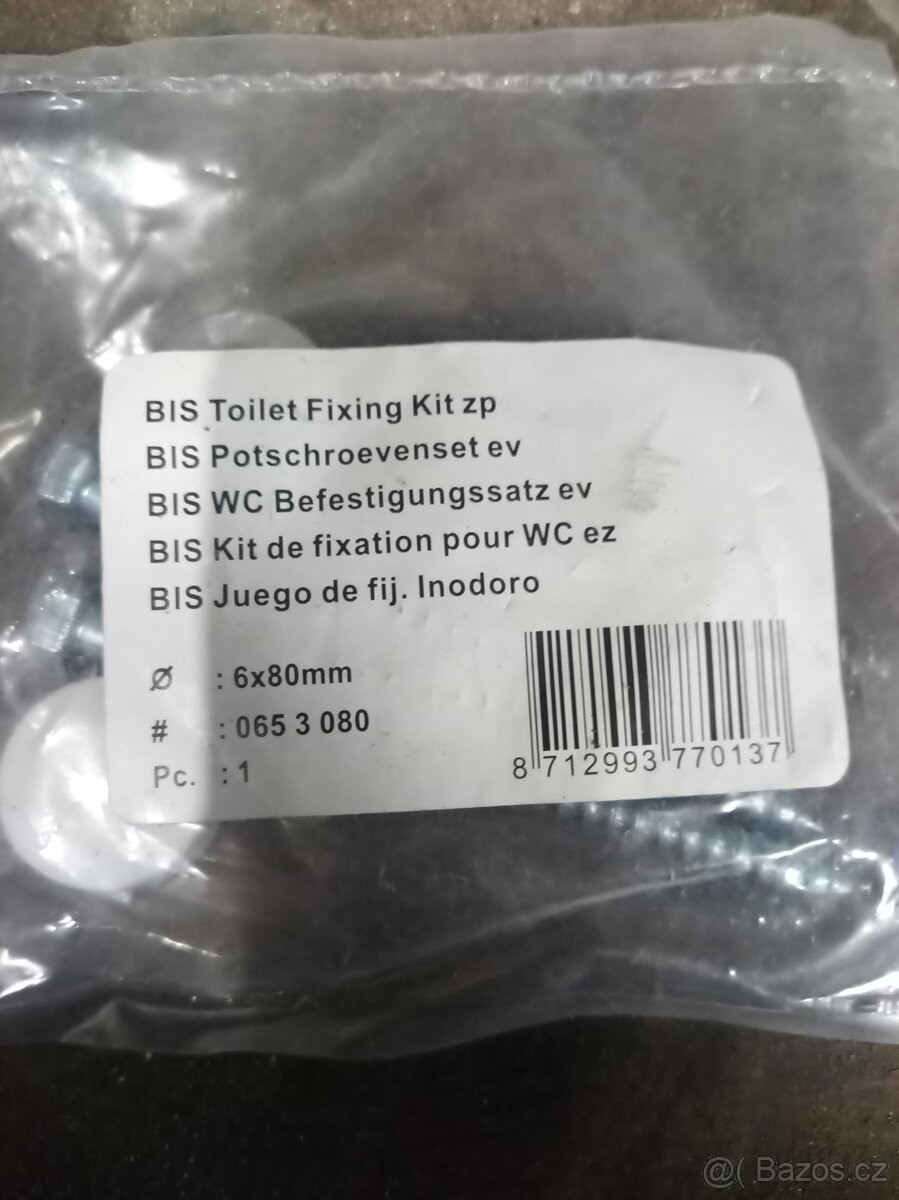 BIS Toilet Fixing Kit zp
BIS Potschroevenset ev
BIS WC Befestigungssatz ev
BIS Kit de fixation pour WC ez
BIS Juego de fij. Inodoro
Ø : 6x80mm
# : 065 3 080
Pc. : 1
8 712993 770137
@( Bazos.cz